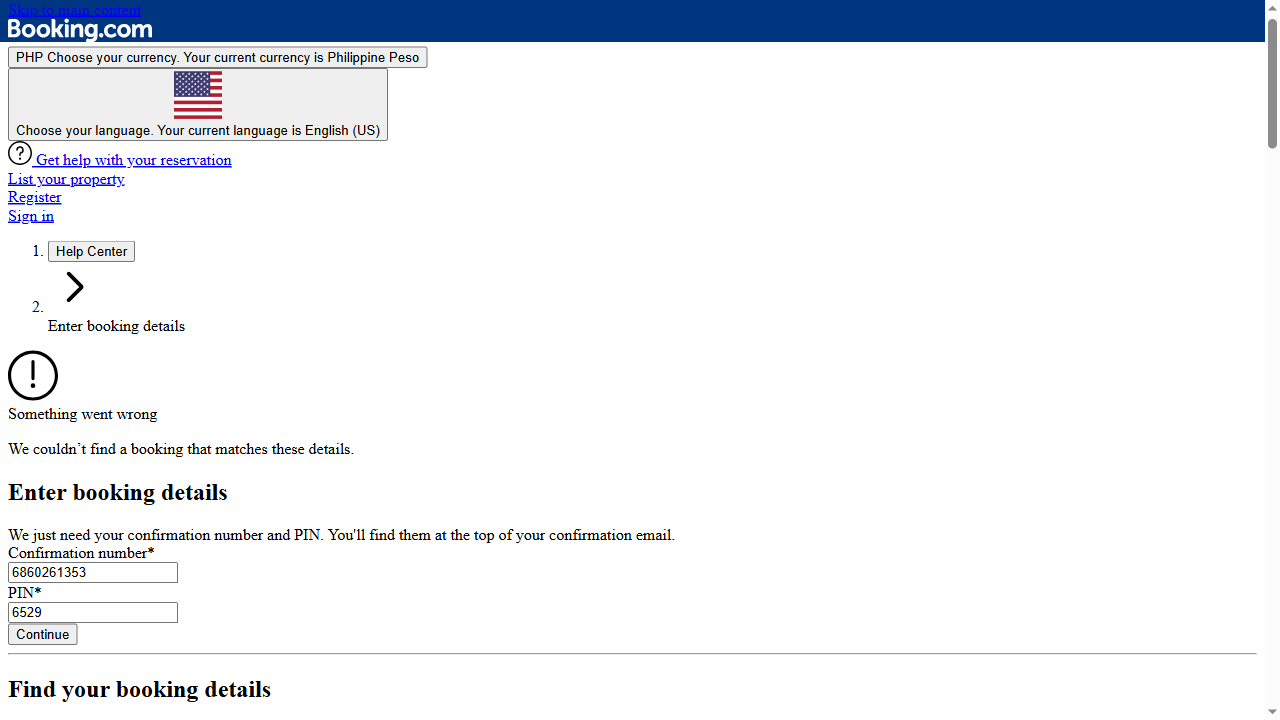 Skip to main content
Booking.com
PHP Choose your currency. Your current currency is Philippine Peso
Choose your language. Your current language is English (US)
Get help with your reservation
List your property
Register
Sign in
1. Help Center
2.
Enter booking details
Something went wrong
We couldn’t find a booking that matches these details.
Enter booking details
We just need your confirmation number and PIN. You'll find them at the top of your confirmation email.
Confirmation number*
6860261353
PIN*
6529
Continue
Find your booking details